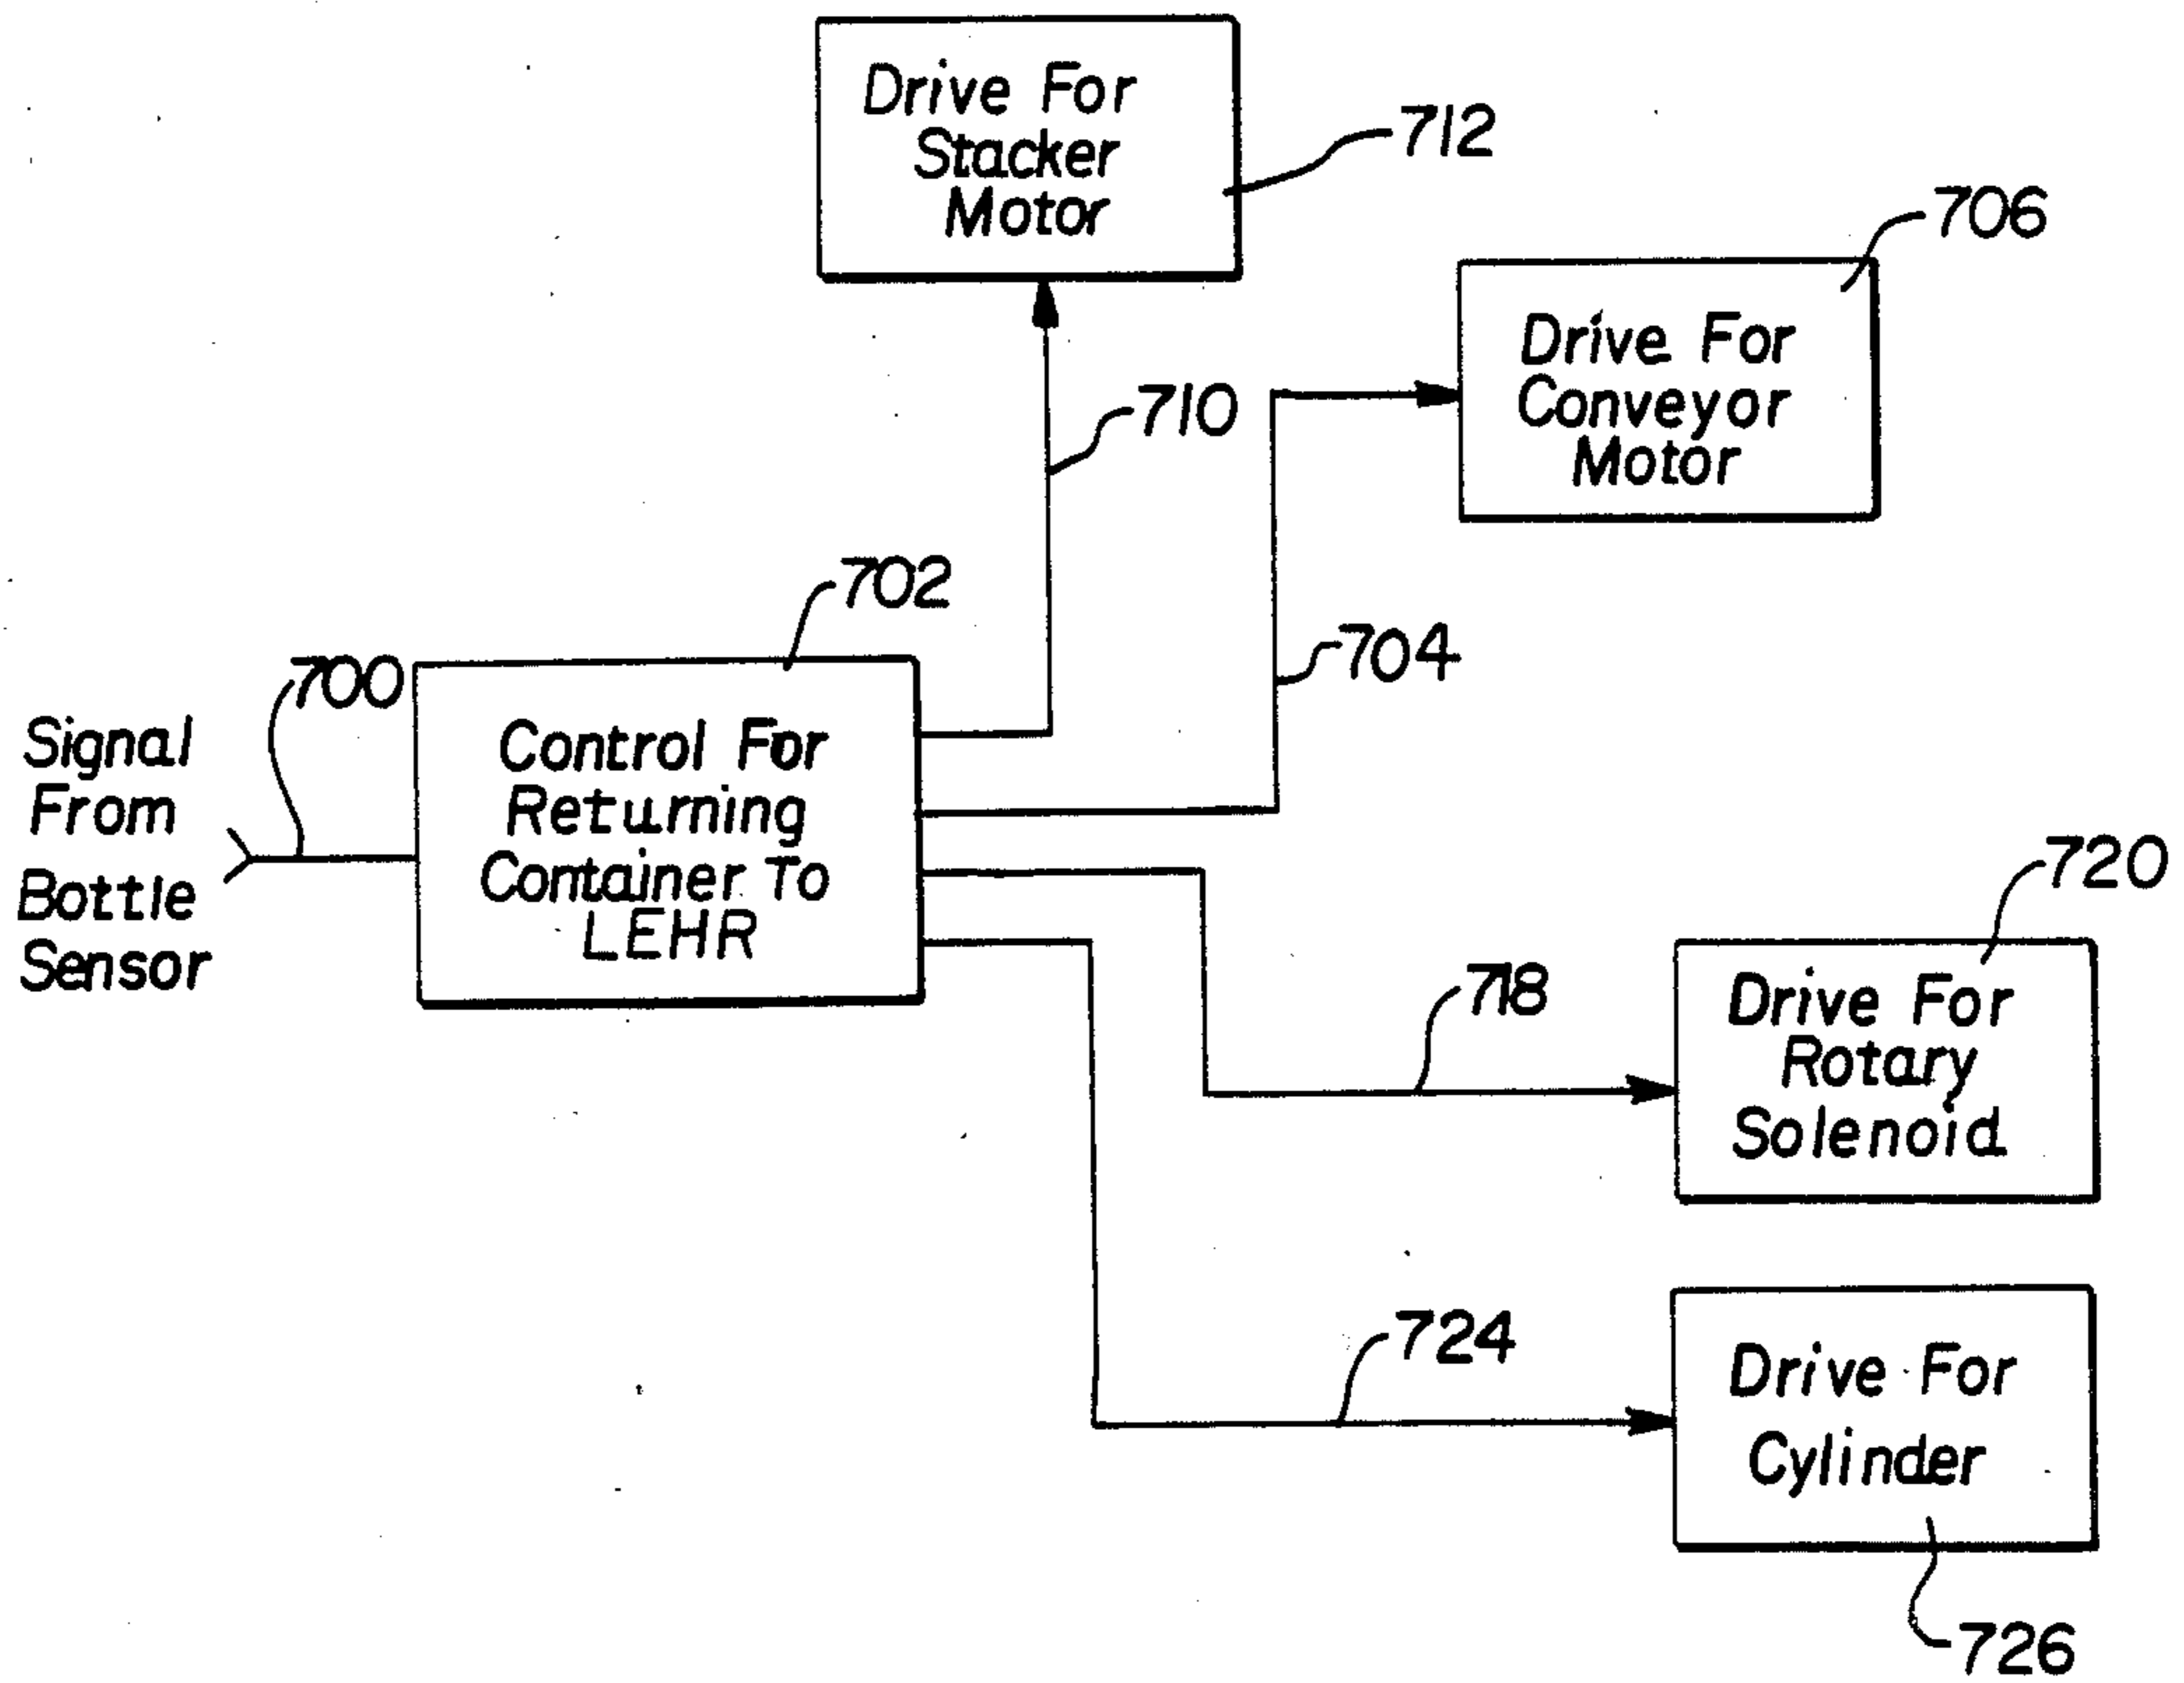 Drive For
Stacker
Motor
712
706
Drive For
Conveyor
Motor
710
702
704
700
Signal
From
Bottle
Sensor
Control For
Returning
Container To
LEHR
720
718
Drive For
Rotary
Solenoid
724
Drive For
Cylinder
726